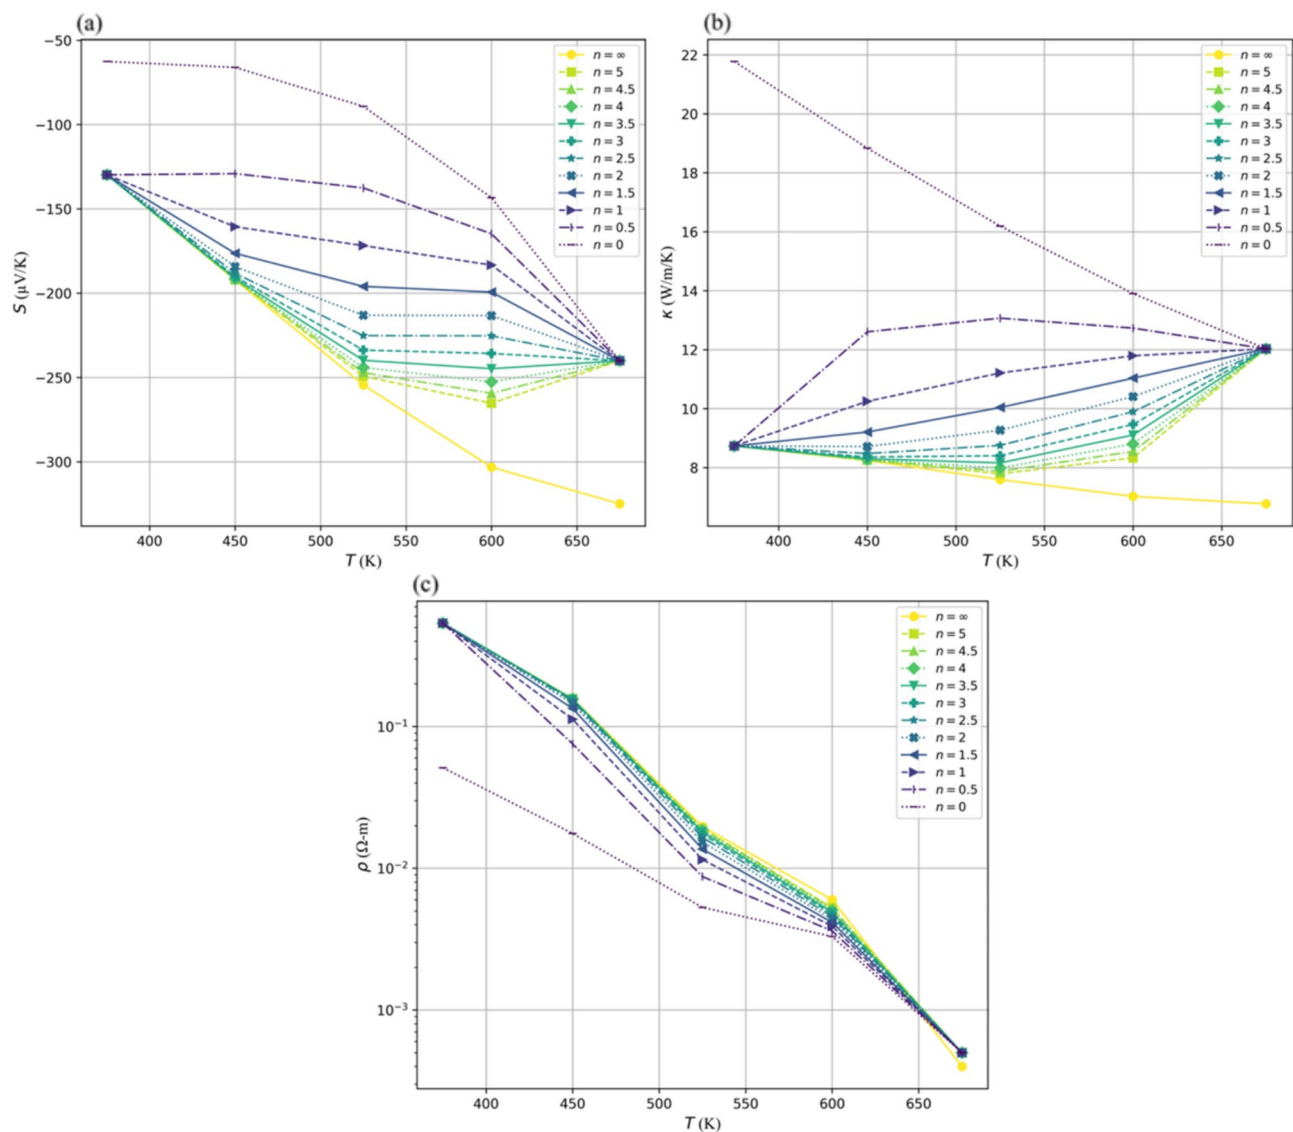 (a)
−50
−100
−150
−200
−250
−300
S (μV/K)
400 450 500 550 600 650
T (K)
n = ∞
n = 5
n = 4.5
n = 4
n = 3.5
n = 3
n = 2.5
n = 2
n = 1.5
n = 1
n = 0.5
n = 0
(b)
22
20
18
16
14
12
10
8
κ (W/m/K)
400 450 500 550 600 650
T (K)
n = ∞
n = 5
n = 4.5
n = 4
n = 3.5
n = 3
n = 2.5
n = 2
n = 1.5
n = 1
n = 0.5
n = 0
(c)
10⁻¹
10⁻²
10⁻³
ρ (Ω-m)
400 450 500 550 600 650
T (K)
n = ∞
n = 5
n = 4.5
n = 4
n = 3.5
n = 3
n = 2.5
n = 2
n = 1.5
n = 1
n = 0.5
n = 0